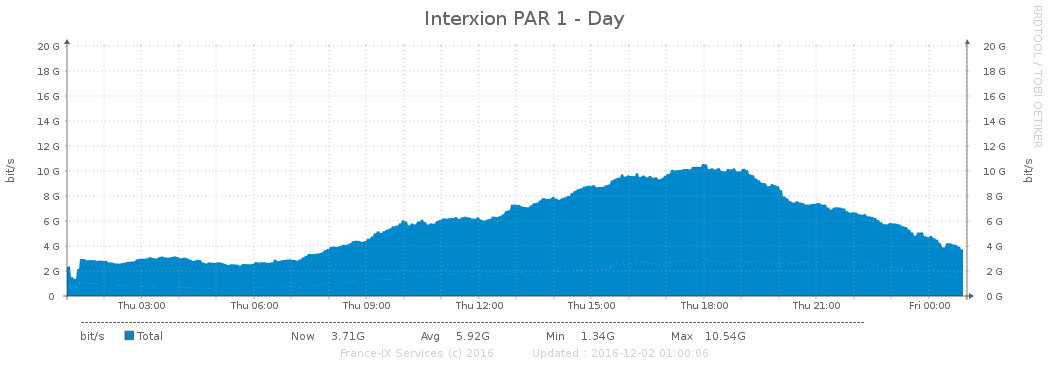 Interxion PAR 1 - Day
RRDTOOL / TOBI OETIKER
20 G 20 G
18 G 18 G
16 G 16 G
14 G 14 G
12 G 12 G
10 G 10 G
8 G 8 G
6 G 6 G
4 G 4 G
2 G 2 G
0 0 G
bit/s bit/s
Thu 03:00 Thu 06:00 Thu 09:00 Thu 12:00 Thu 15:00 Thu 18:00 Thu 21:00 Fri 00:00
bit/s Total Now 3.71G Avg 5.92G Min 1.34G Max 10.54G
France-IX Services (c) 2016 Updated : 2016-12-02 01:00:06